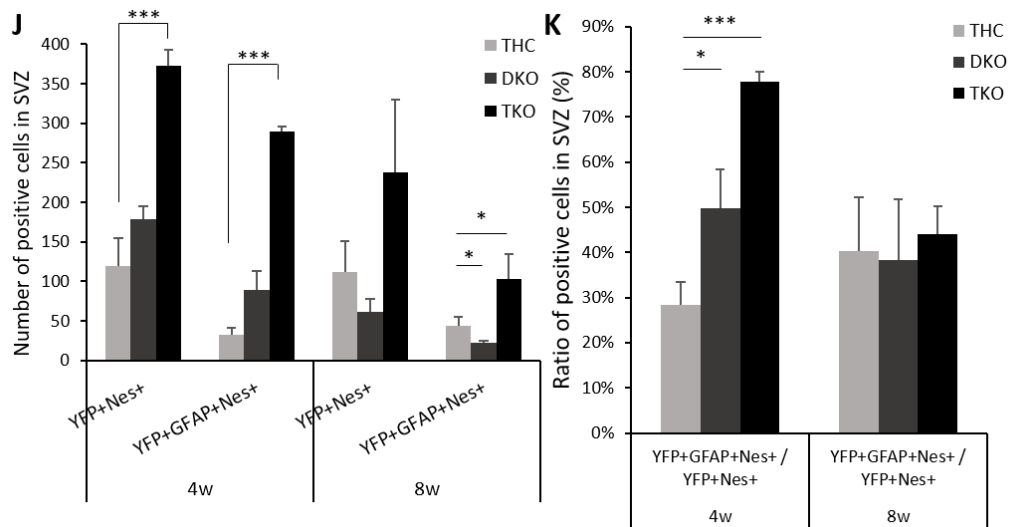 J
***
***
*
*
THC
DKO
TKO
Number of positive cells in SVZ
400
350
300
250
200
150
100
50
0
YFP+Nes+
YFP+GFAP+Nes+
YFP+Nes+
YFP+GFAP+Nes+
4w
8w
K
***
*
THC
DKO
TKO
Ratio of positive cells in SVZ (%)
90%
80%
70%
60%
50%
40%
30%
20%
10%
0%
YFP+GFAP+Nes+ /
YFP+Nes+
YFP+GFAP+Nes+ /
YFP+Nes+
4w
8w